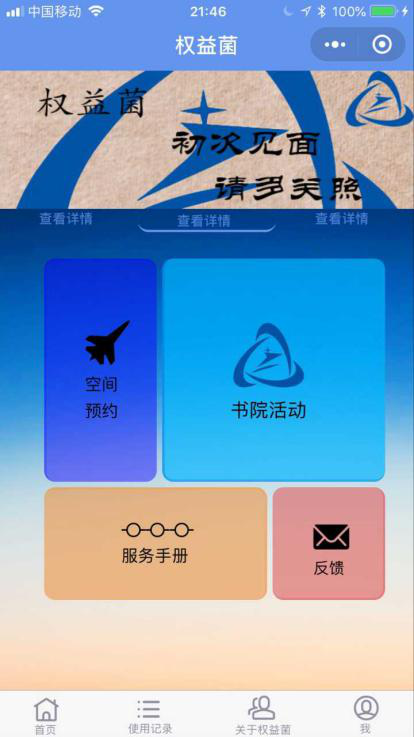 中国移动
21:46
100%
权益菌
权益菌
初次见面
请多关照
查看详情
查看详情
查看详情
空间
预约
书院活动
服务手册
反馈
首页
使用记录
关于权益菌
我